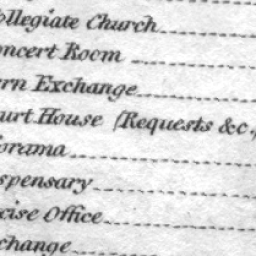 ollegiate Church
oncert Room
rn Exchange
urt House (Requests &c.
orama
spensary
cise Office
change